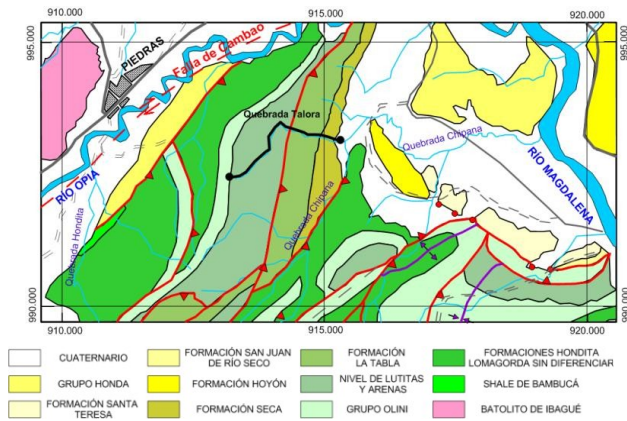 910.000
915.000
920.000
995.000
995.000
PIEDRAS
Falla de Cambao
Quebrada Talora
Quebrada Chipana
RÍO OPIA
RÍO MAGDALENA
Quebrada Chipana
Quebrada Hondita
990.000
990.000
910.000
915.000
920.000
CUATERNARIO
FORMACIÓN SAN JUAN
DE RÍO SECO
FORMACIÓN
LA TABLA
FORMACIONES HONDITA
LOMAGORDA SIN DIFERENCIAR
GRUPO HONDA
FORMACIÓN HOYÓN
NIVEL DE LUTITAS
Y ARENAS
SHALE DE BAMBUCÁ
FORMACIÓN SANTA
TERESA
FORMACIÓN SECA
GRUPO OLINI
BATOLITO DE IBAGUÉ